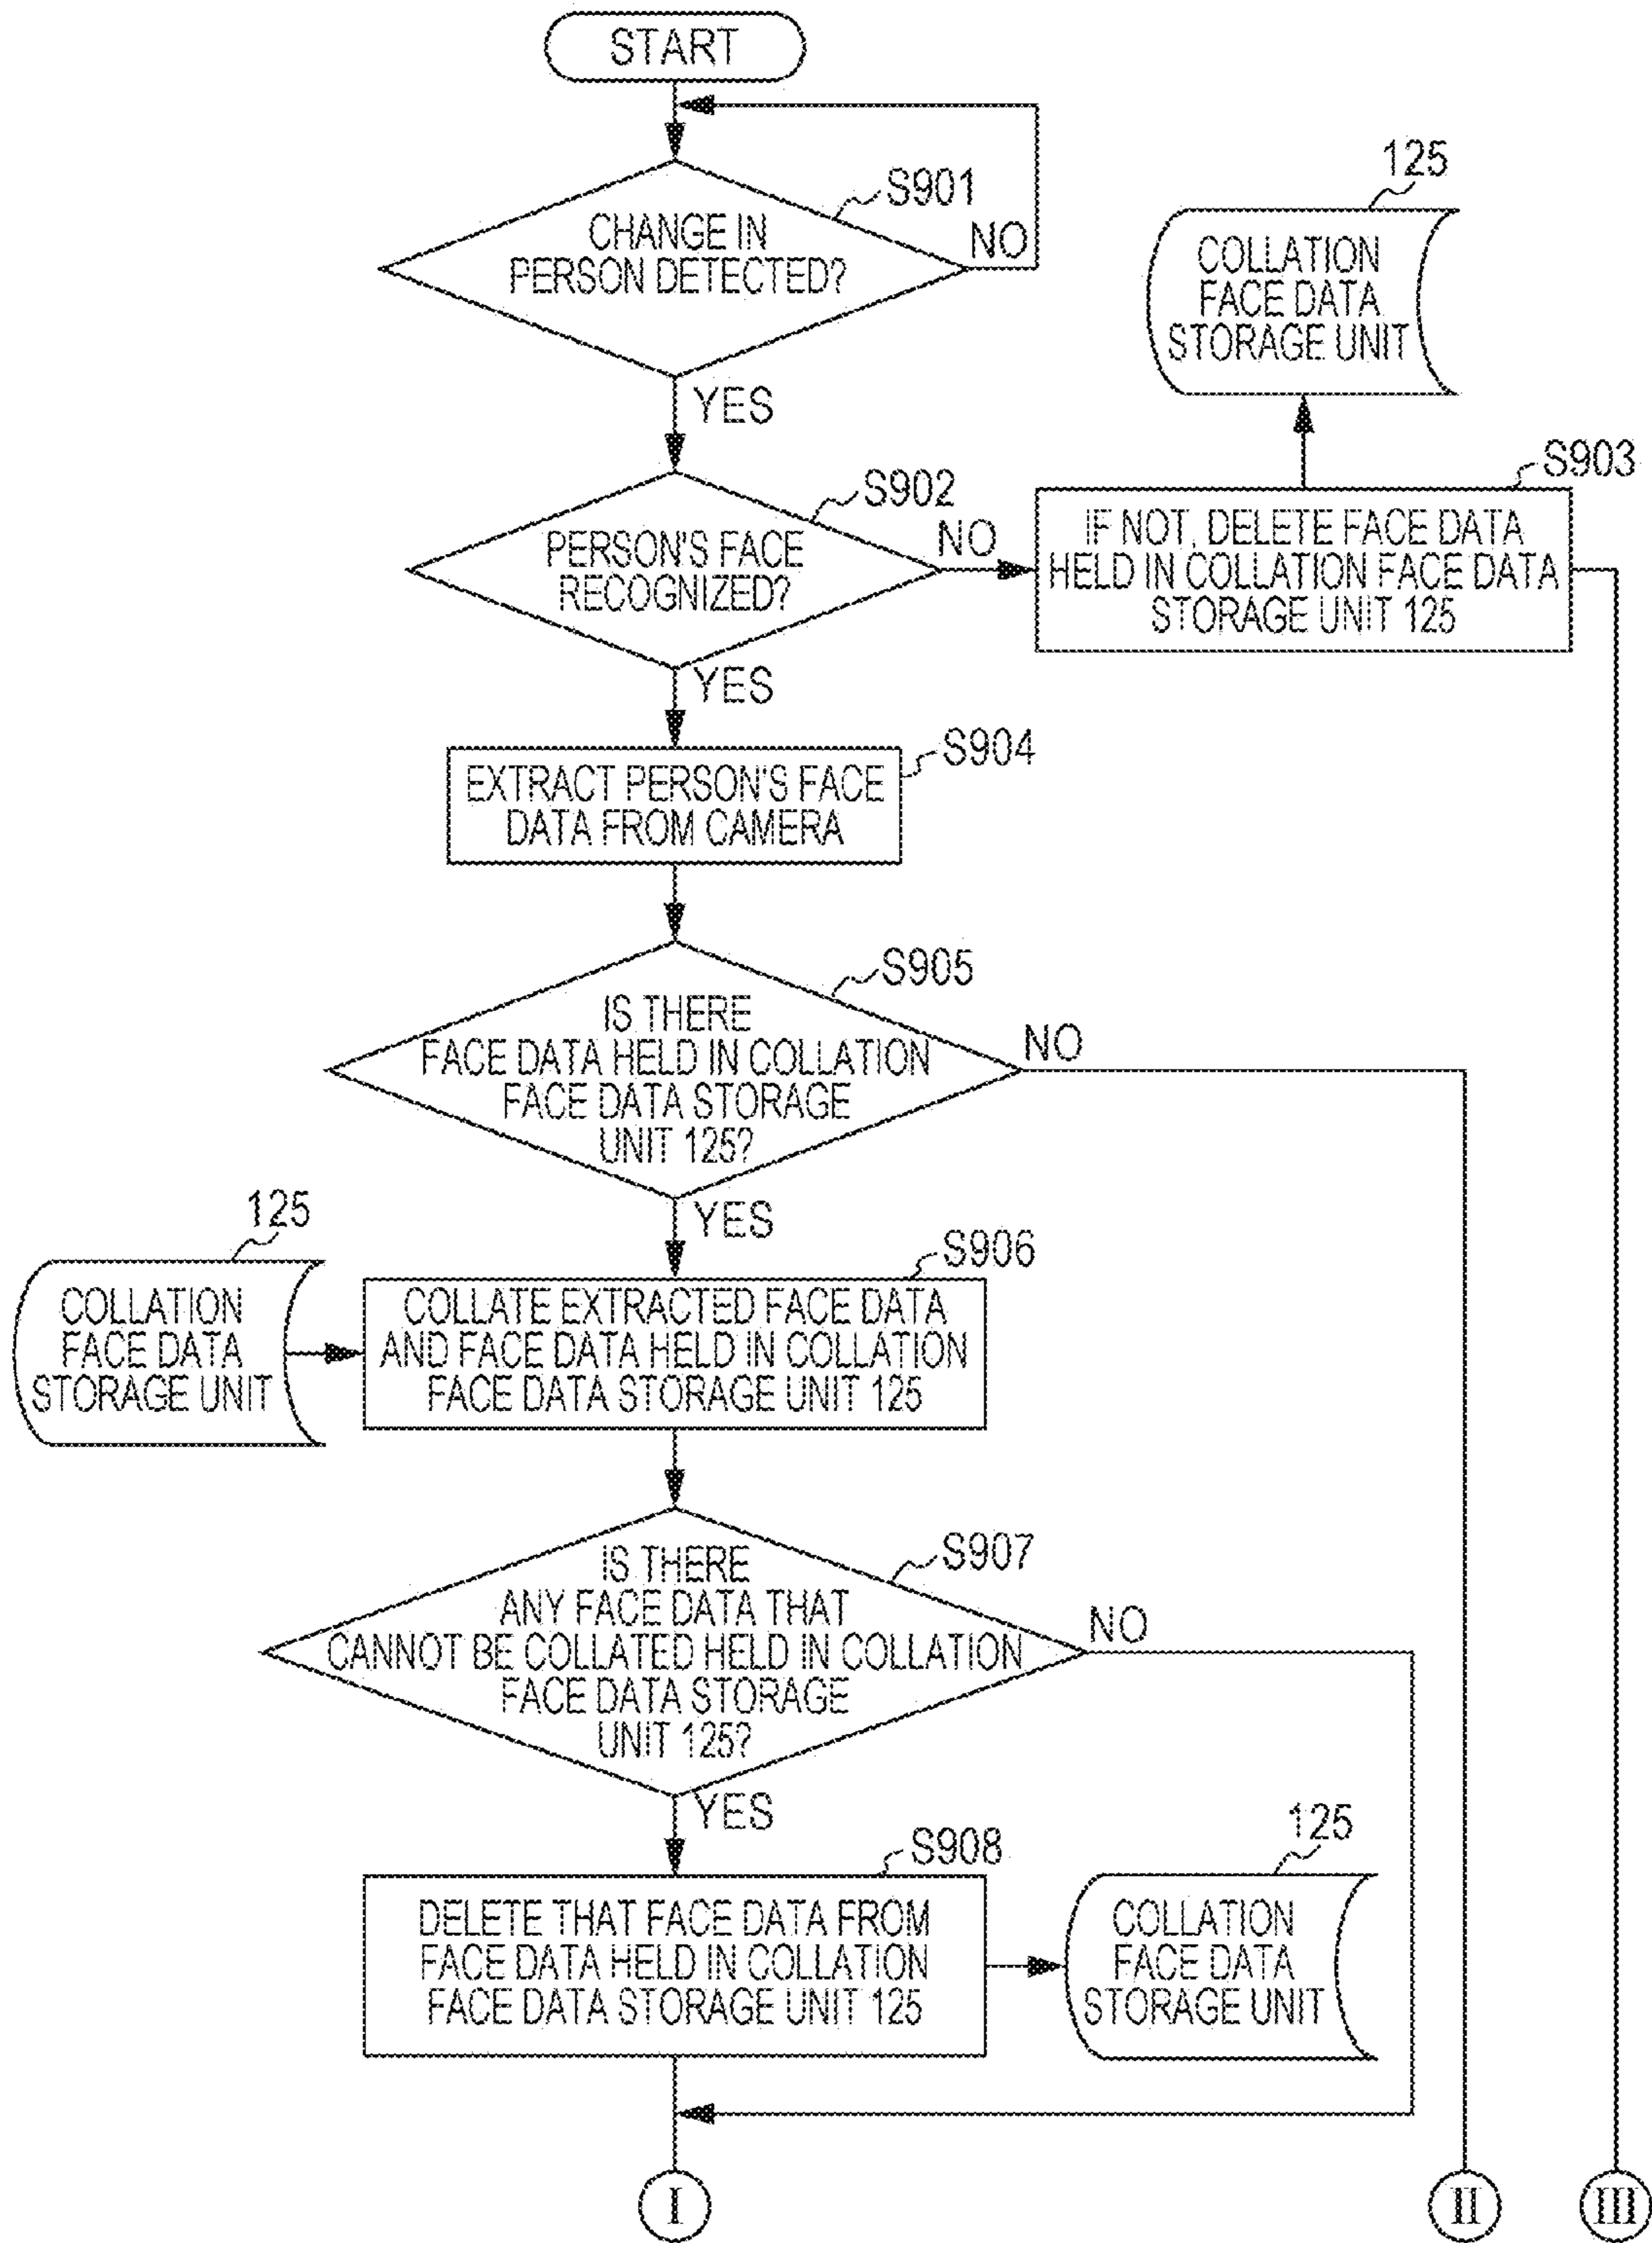 START
S901
CHANGE IN
PERSON DETECTED?
NO
YES
125
COLLATION
FACE DATA
STORAGE UNIT
S902
PERSON'S FACE
RECOGNIZED?
NO
YES
S903
IF NOT, DELETE FACE DATA
HELD IN COLLATION FACE DATA
STORAGE UNIT 125
S904
EXTRACT PERSON'S FACE
DATA FROM CAMERA
S905
IS THERE
FACE DATA HELD IN COLLATION
FACE DATA STORAGE
UNIT 125?
NO
YES
125
COLLATION
FACE DATA
STORAGE UNIT
S906
COLLATE EXTRACTED FACE DATA
AND FACE DATA HELD IN COLLATION
FACE DATA STORAGE UNIT 125
S907
IS THERE
ANY FACE DATA THAT
CANNOT BE COLLATED HELD IN COLLATION
FACE DATA STORAGE
UNIT 125?
NO
YES
S908
DELETE THAT FACE DATA FROM
FACE DATA HELD IN COLLATION
FACE DATA STORAGE UNIT 125
125
COLLATION
FACE DATA
STORAGE UNIT
I
II
III